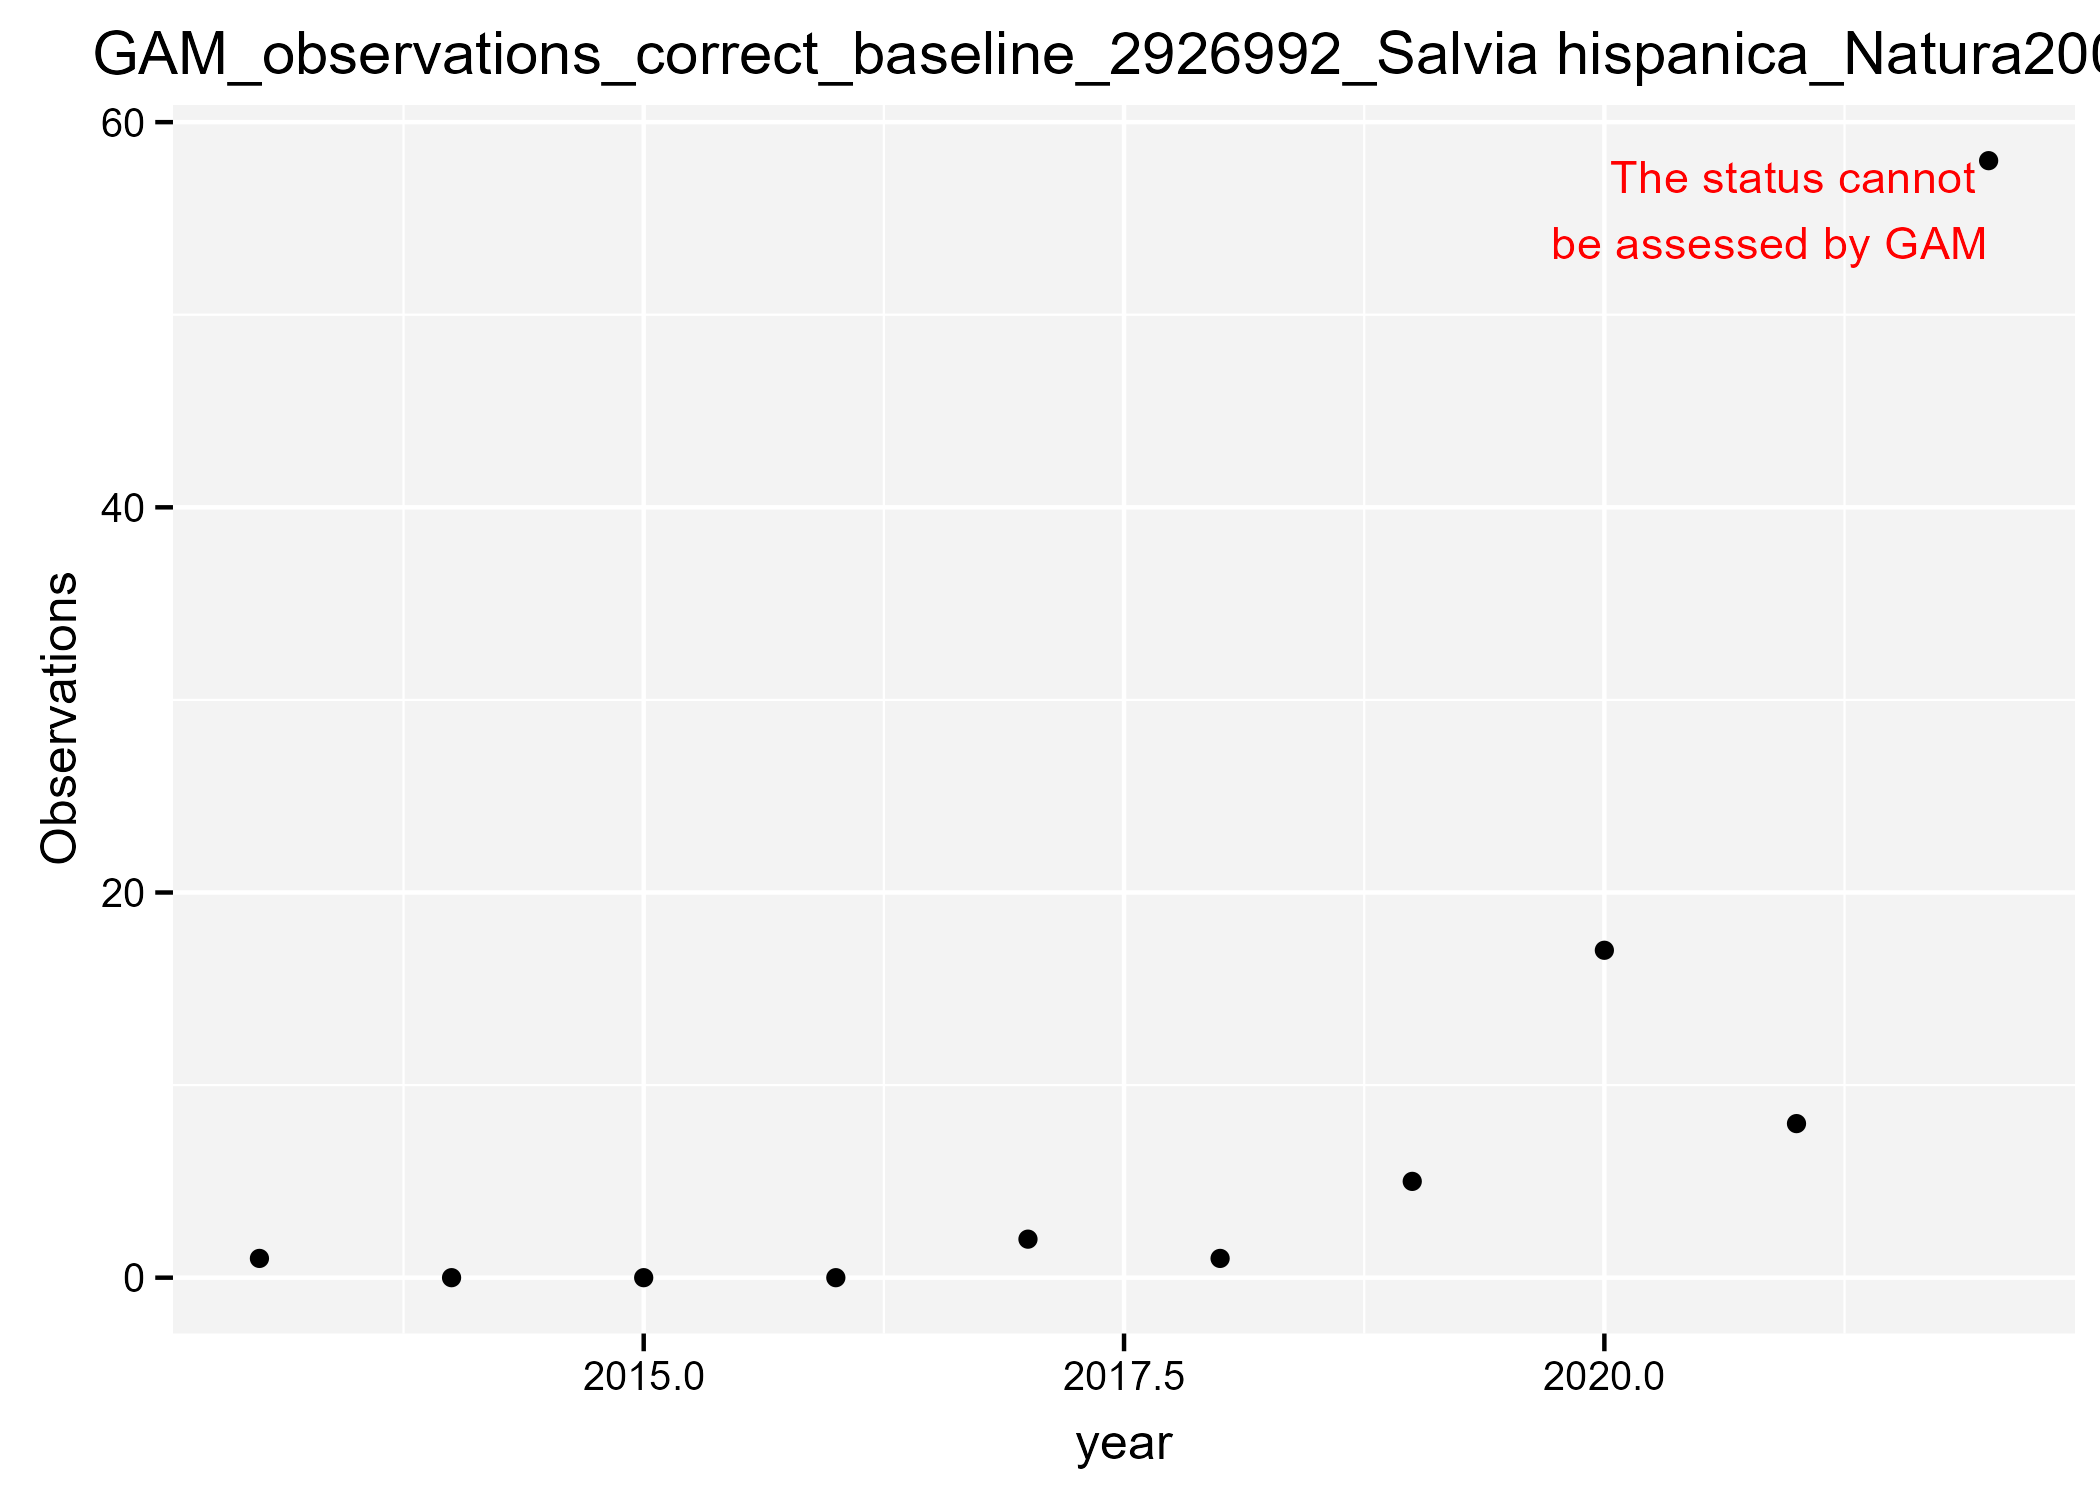 GAM_observations_correct_baseline_2926992_Salvia hispanica_Natura200
60
The status cannot
be assessed by GAM
40
Observations
20
0
2015.0 2017.5 2020.0
year